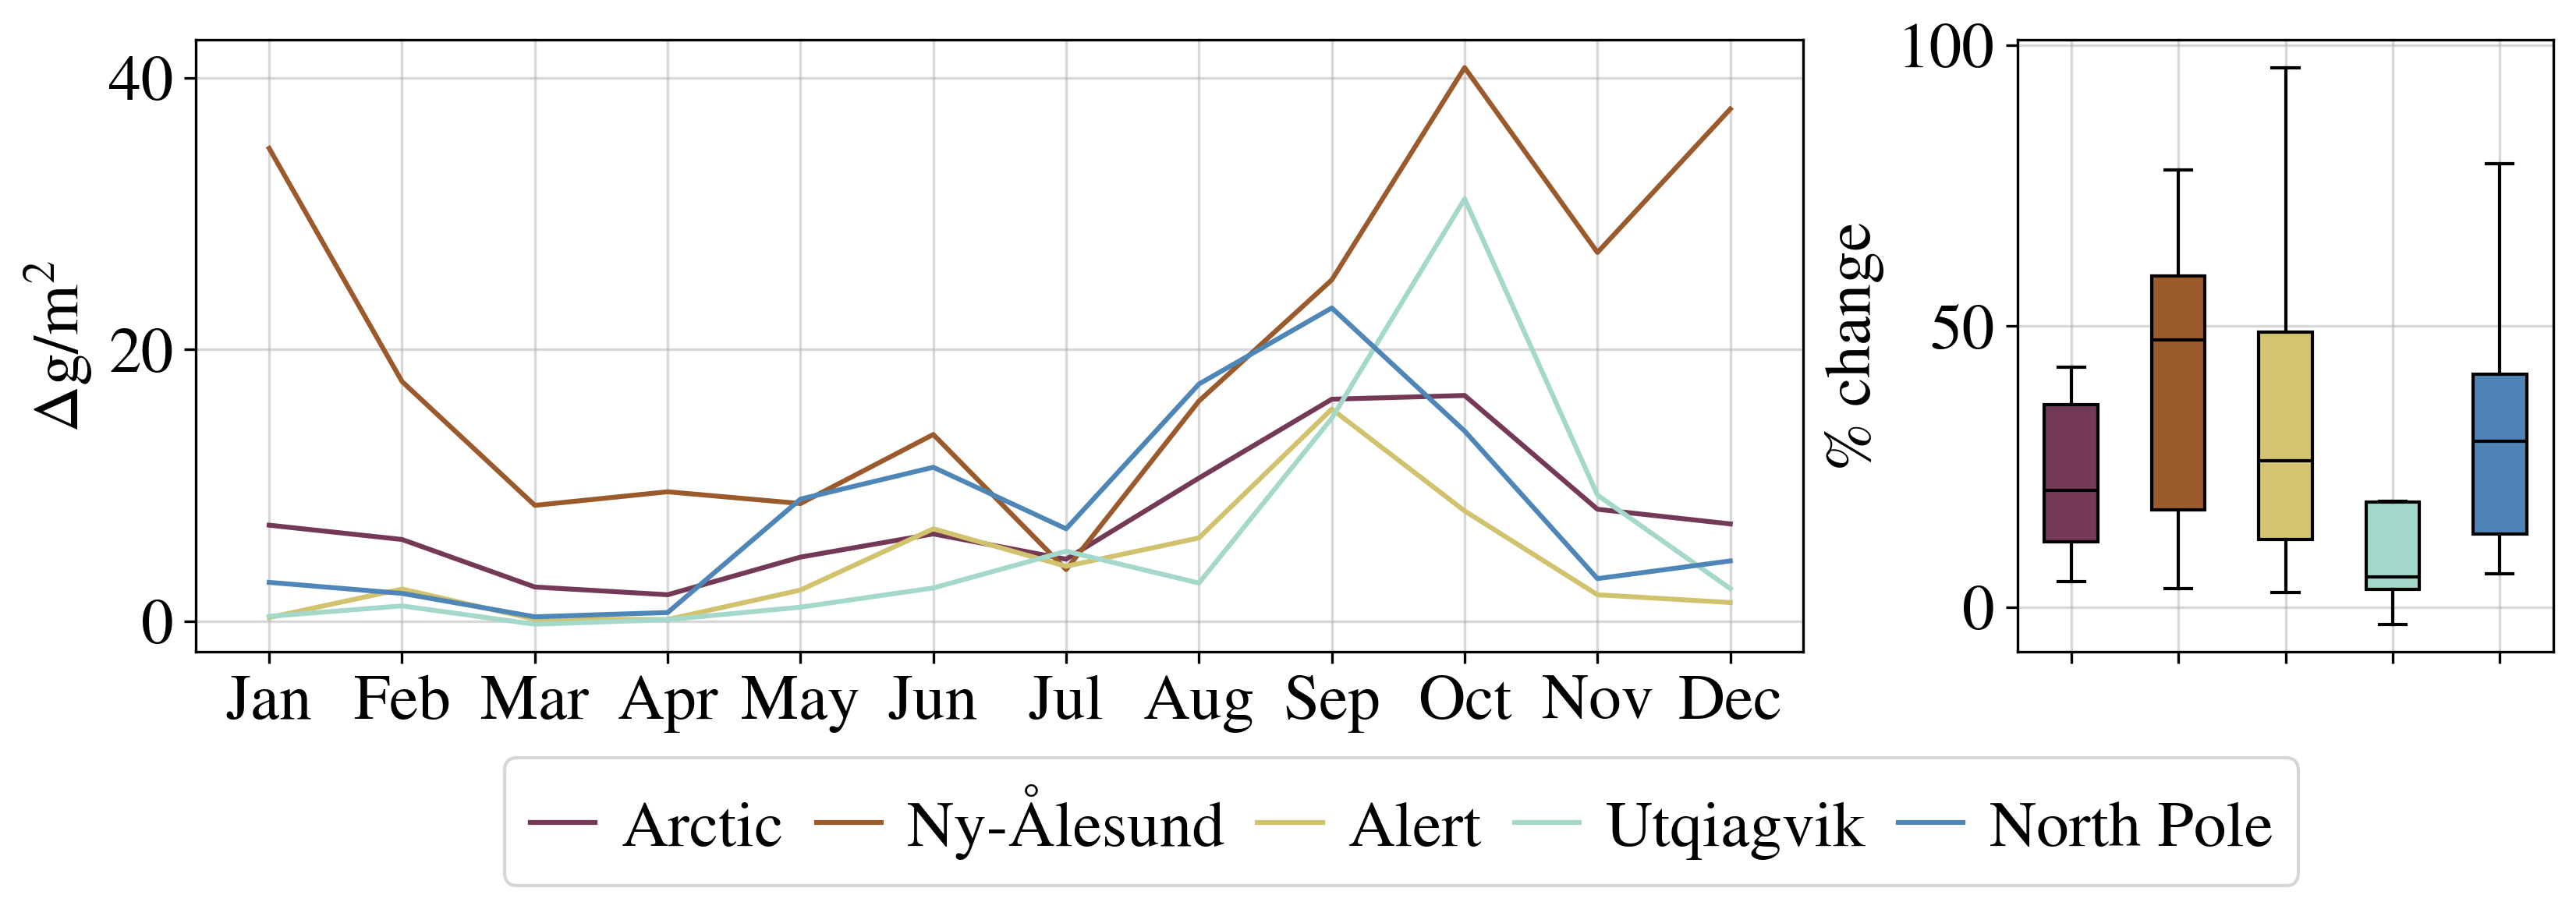 Δg/m²
40
20
0
Jan Feb Mar Apr May Jun Jul Aug Sep Oct Nov Dec
% change
100
50
0
Arctic Ny-Ålesund Alert Utqiagvik North Pole